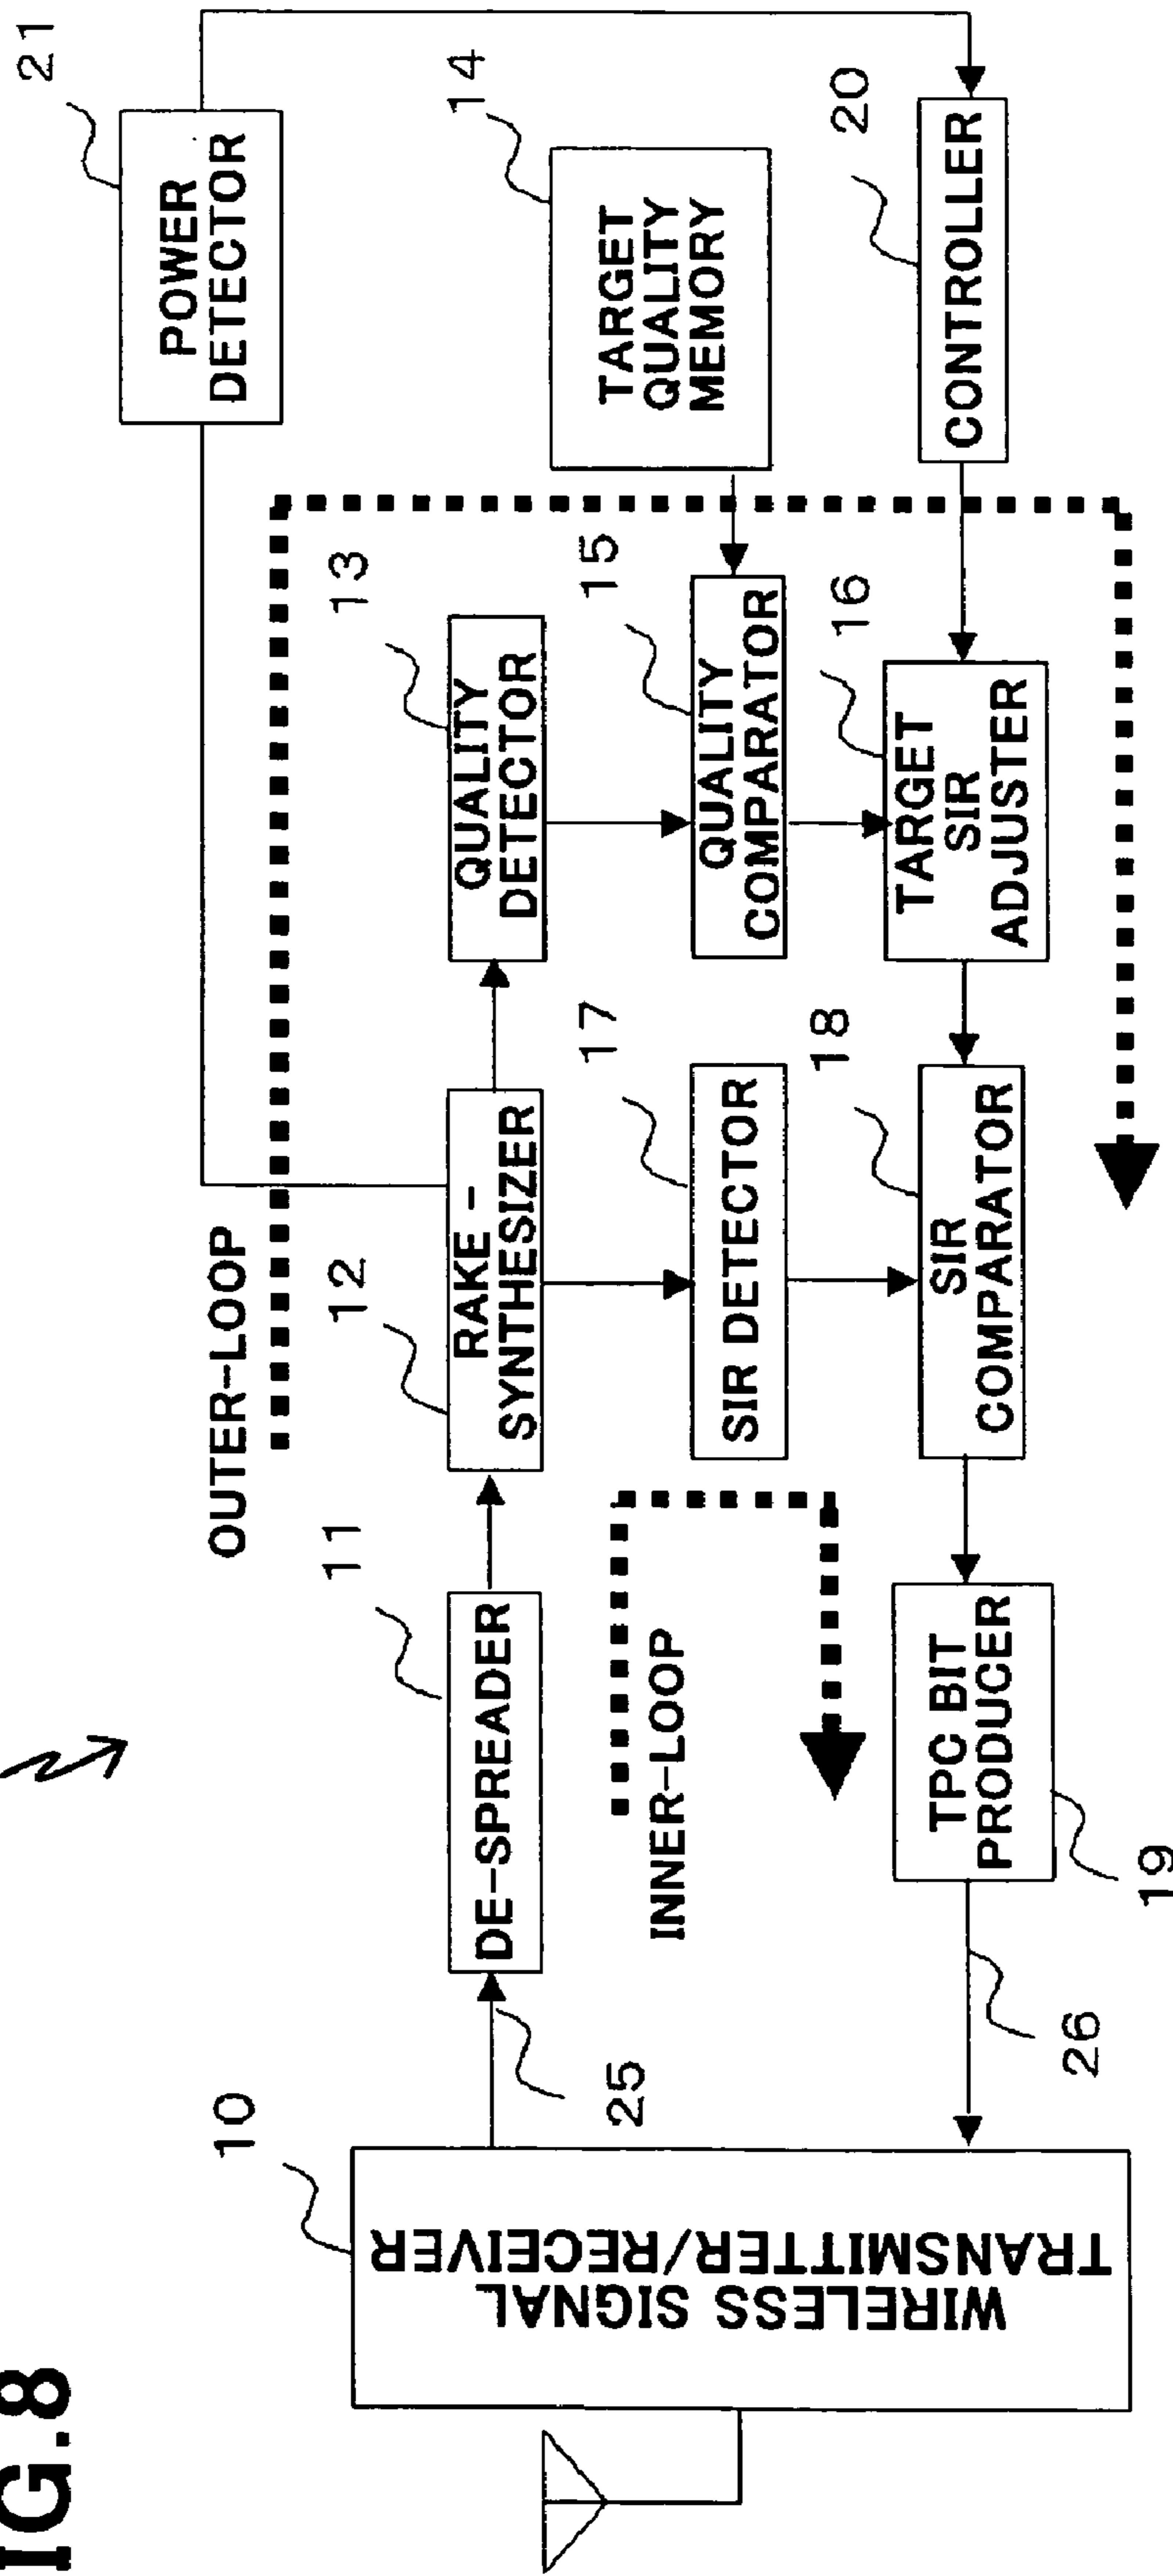 IG.8
21
POWER
DETECTOR
OUTER-LOOP
14
TARGET
QUALITY
MEMORY
13
QUALITY
DETECTOR
12
RAKE -
SYNTHESIZER
11
DE-SPREADER
10
WIRELESS SIGNAL
TRANSMITTER/RECEIVER
25
INNER-LOOP
17
SIR DETECTOR
15
QUALITY
COMPARATOR
20
CONTROLLER
16
TARGET
SIR
ADJUSTER
18
SIR
COMPARATOR
TPC BIT
PRODUCER
19
26